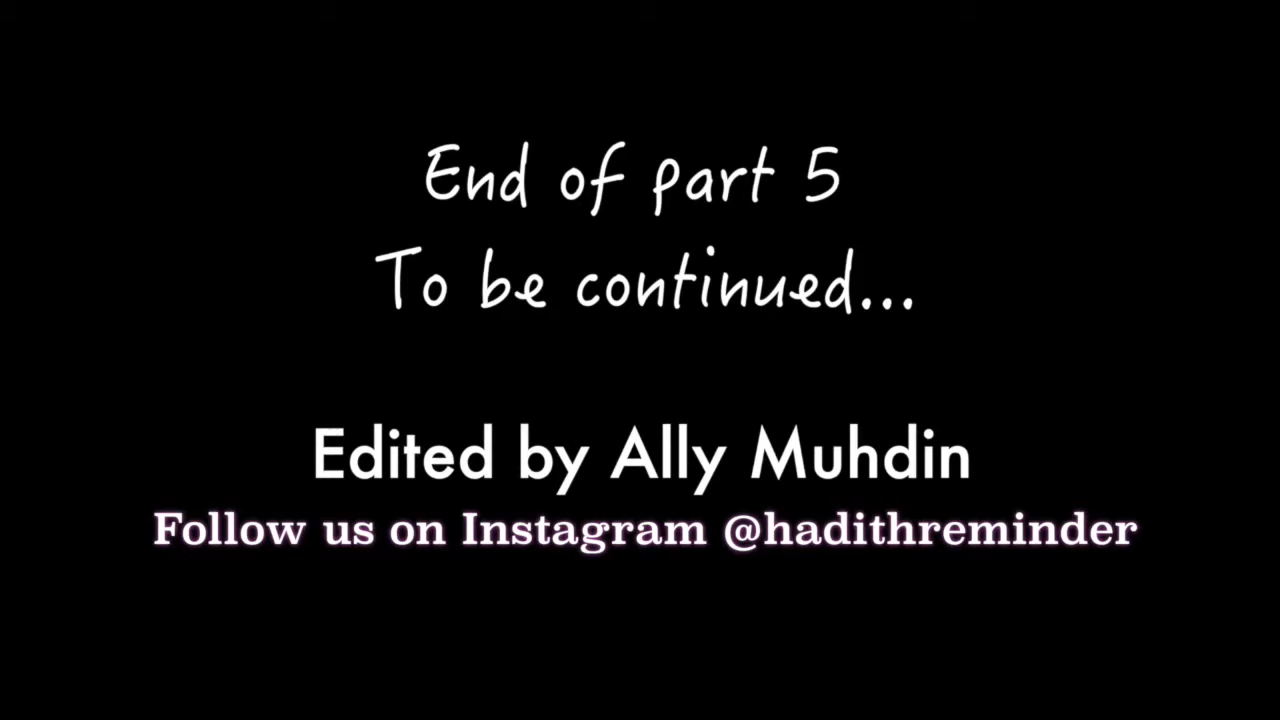 End of part 5
To be continued...
Edited by Ally Muhdin
Follow us on Instagram @hadithreminder